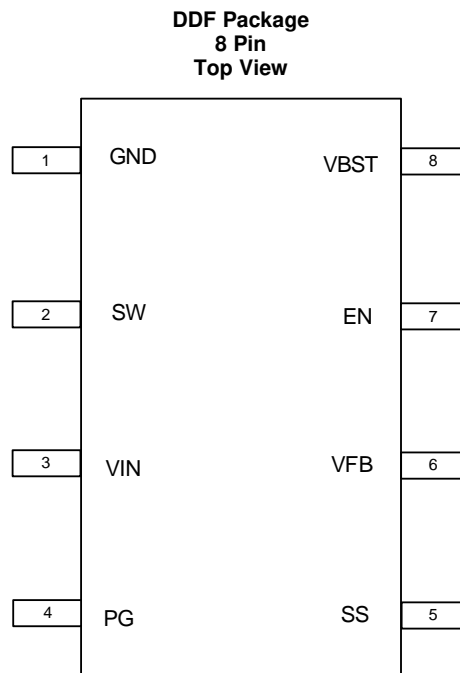 DDF Package
8 Pin
Top View
1 GND VBST 8
2 SW EN 7
3 VIN VFB 6
4 PG SS 5